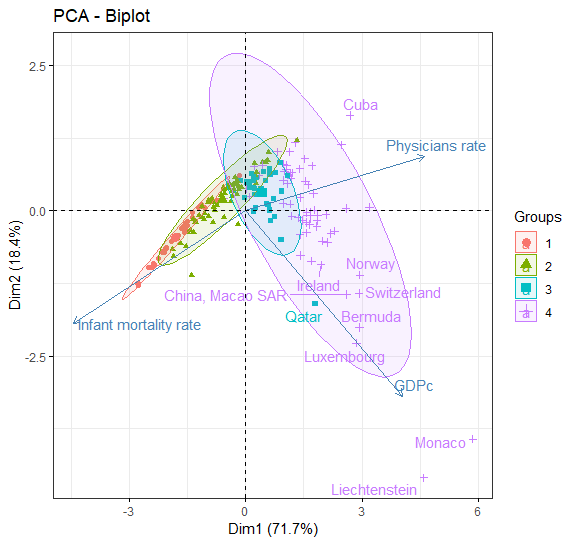 PCA - Biplot
Cuba
Physicians rate
Norway
Ireland
China, Macao SAR
Switzerland
Qatar
Bermuda
Infant mortality rate
Luxembourg
GDPc
Monaco
Liechtenstein
2.5
0.0
-2.5
Dim2 (18.4%)
-3
0
3
6
Dim1 (71.7%)
Groups
a 1
a 2
a 3
a 4